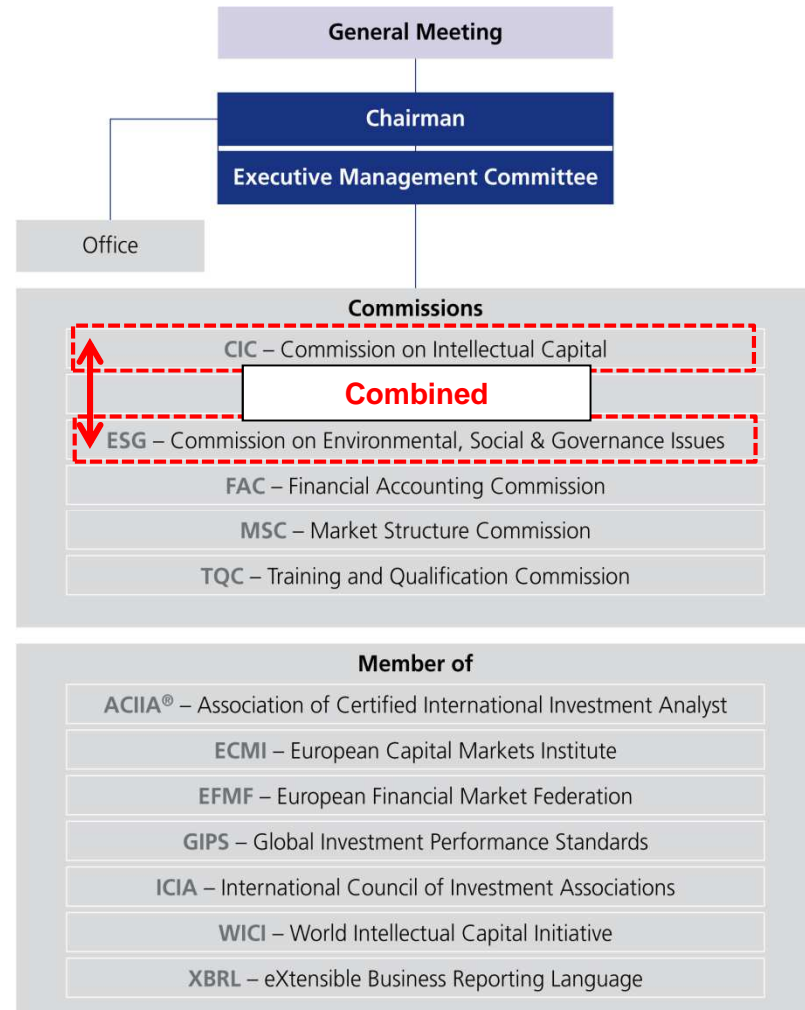 General Meeting
Chairman
Executive Management Committee
Office
Commissions
CIC – Commission on Intellectual Capital
Combined
ESG – Commission on Environmental, Social & Governance Issues
FAC – Financial Accounting Commission
MSC – Market Structure Commission
TQC – Training and Qualification Commission
Member of
ACIIA® – Association of Certified International Investment Analyst
ECMI – European Capital Markets Institute
EFMF – European Financial Market Federation
GIPS – Global Investment Performance Standards
ICIA – International Council of Investment Associations
WICI – World Intellectual Capital Initiative
XBRL – eXtensible Business Reporting Language